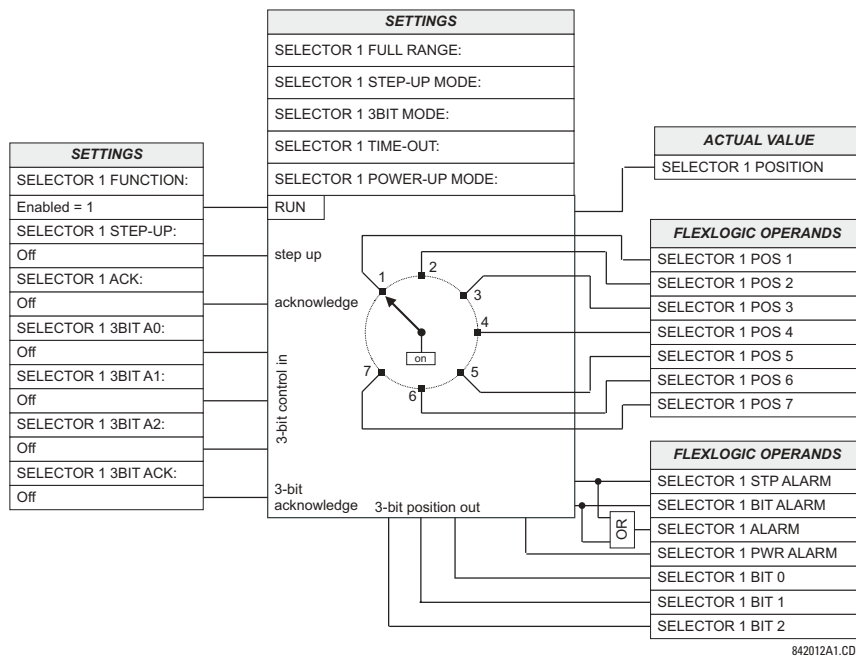 SETTINGS
SELECTOR 1 FULL RANGE:
SELECTOR 1 STEP-UP MODE:
SELECTOR 1 3BIT MODE:
SELECTOR 1 TIME-OUT:
SELECTOR 1 POWER-UP MODE:
SETTINGS
SELECTOR 1 FUNCTION:
Enabled = 1
SELECTOR 1 STEP-UP:
Off
SELECTOR 1 ACK:
Off
SELECTOR 1 3BIT A0:
Off
SELECTOR 1 3BIT A1:
Off
SELECTOR 1 3BIT A2:
Off
SELECTOR 1 3BIT ACK:
Off
RUN
step up
acknowledge
3-bit control in
3-bit
acknowledge
3-bit position out
1
2
3
4
5
6
7
on
ACTUAL VALUE
SELECTOR 1 POSITION
FLEXLOGIC OPERANDS
SELECTOR 1 POS 1
SELECTOR 1 POS 2
SELECTOR 1 POS 3
SELECTOR 1 POS 4
SELECTOR 1 POS 5
SELECTOR 1 POS 6
SELECTOR 1 POS 7
FLEXLOGIC OPERANDS
SELECTOR 1 STP ALARM
SELECTOR 1 BIT ALARM
OR
SELECTOR 1 ALARM
SELECTOR 1 PWR ALARM
SELECTOR 1 BIT 0
SELECTOR 1 BIT 1
SELECTOR 1 BIT 2
842012A1.CD